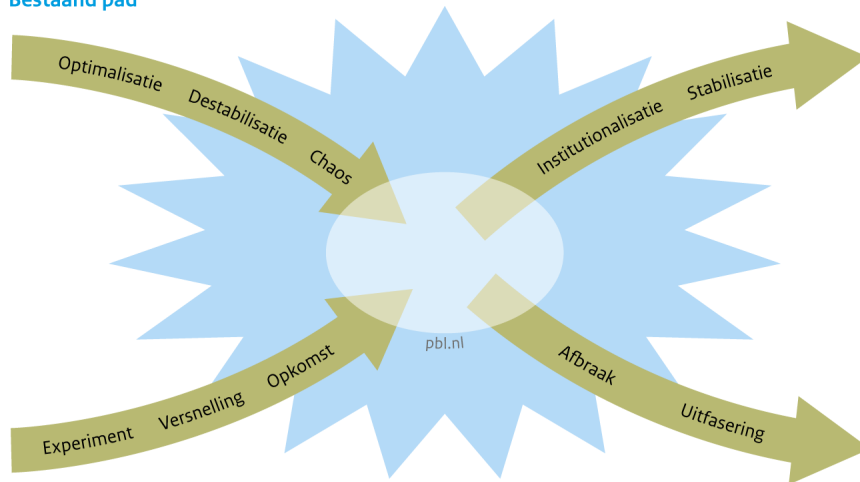 Bestaand pad
Optimalisatie
Destabilisatie
Chaos
Institutionalisatie
Stabilisatie
pbl.nl
Experiment
Versnelling
Opkomst
Afbraak
Uitfasering